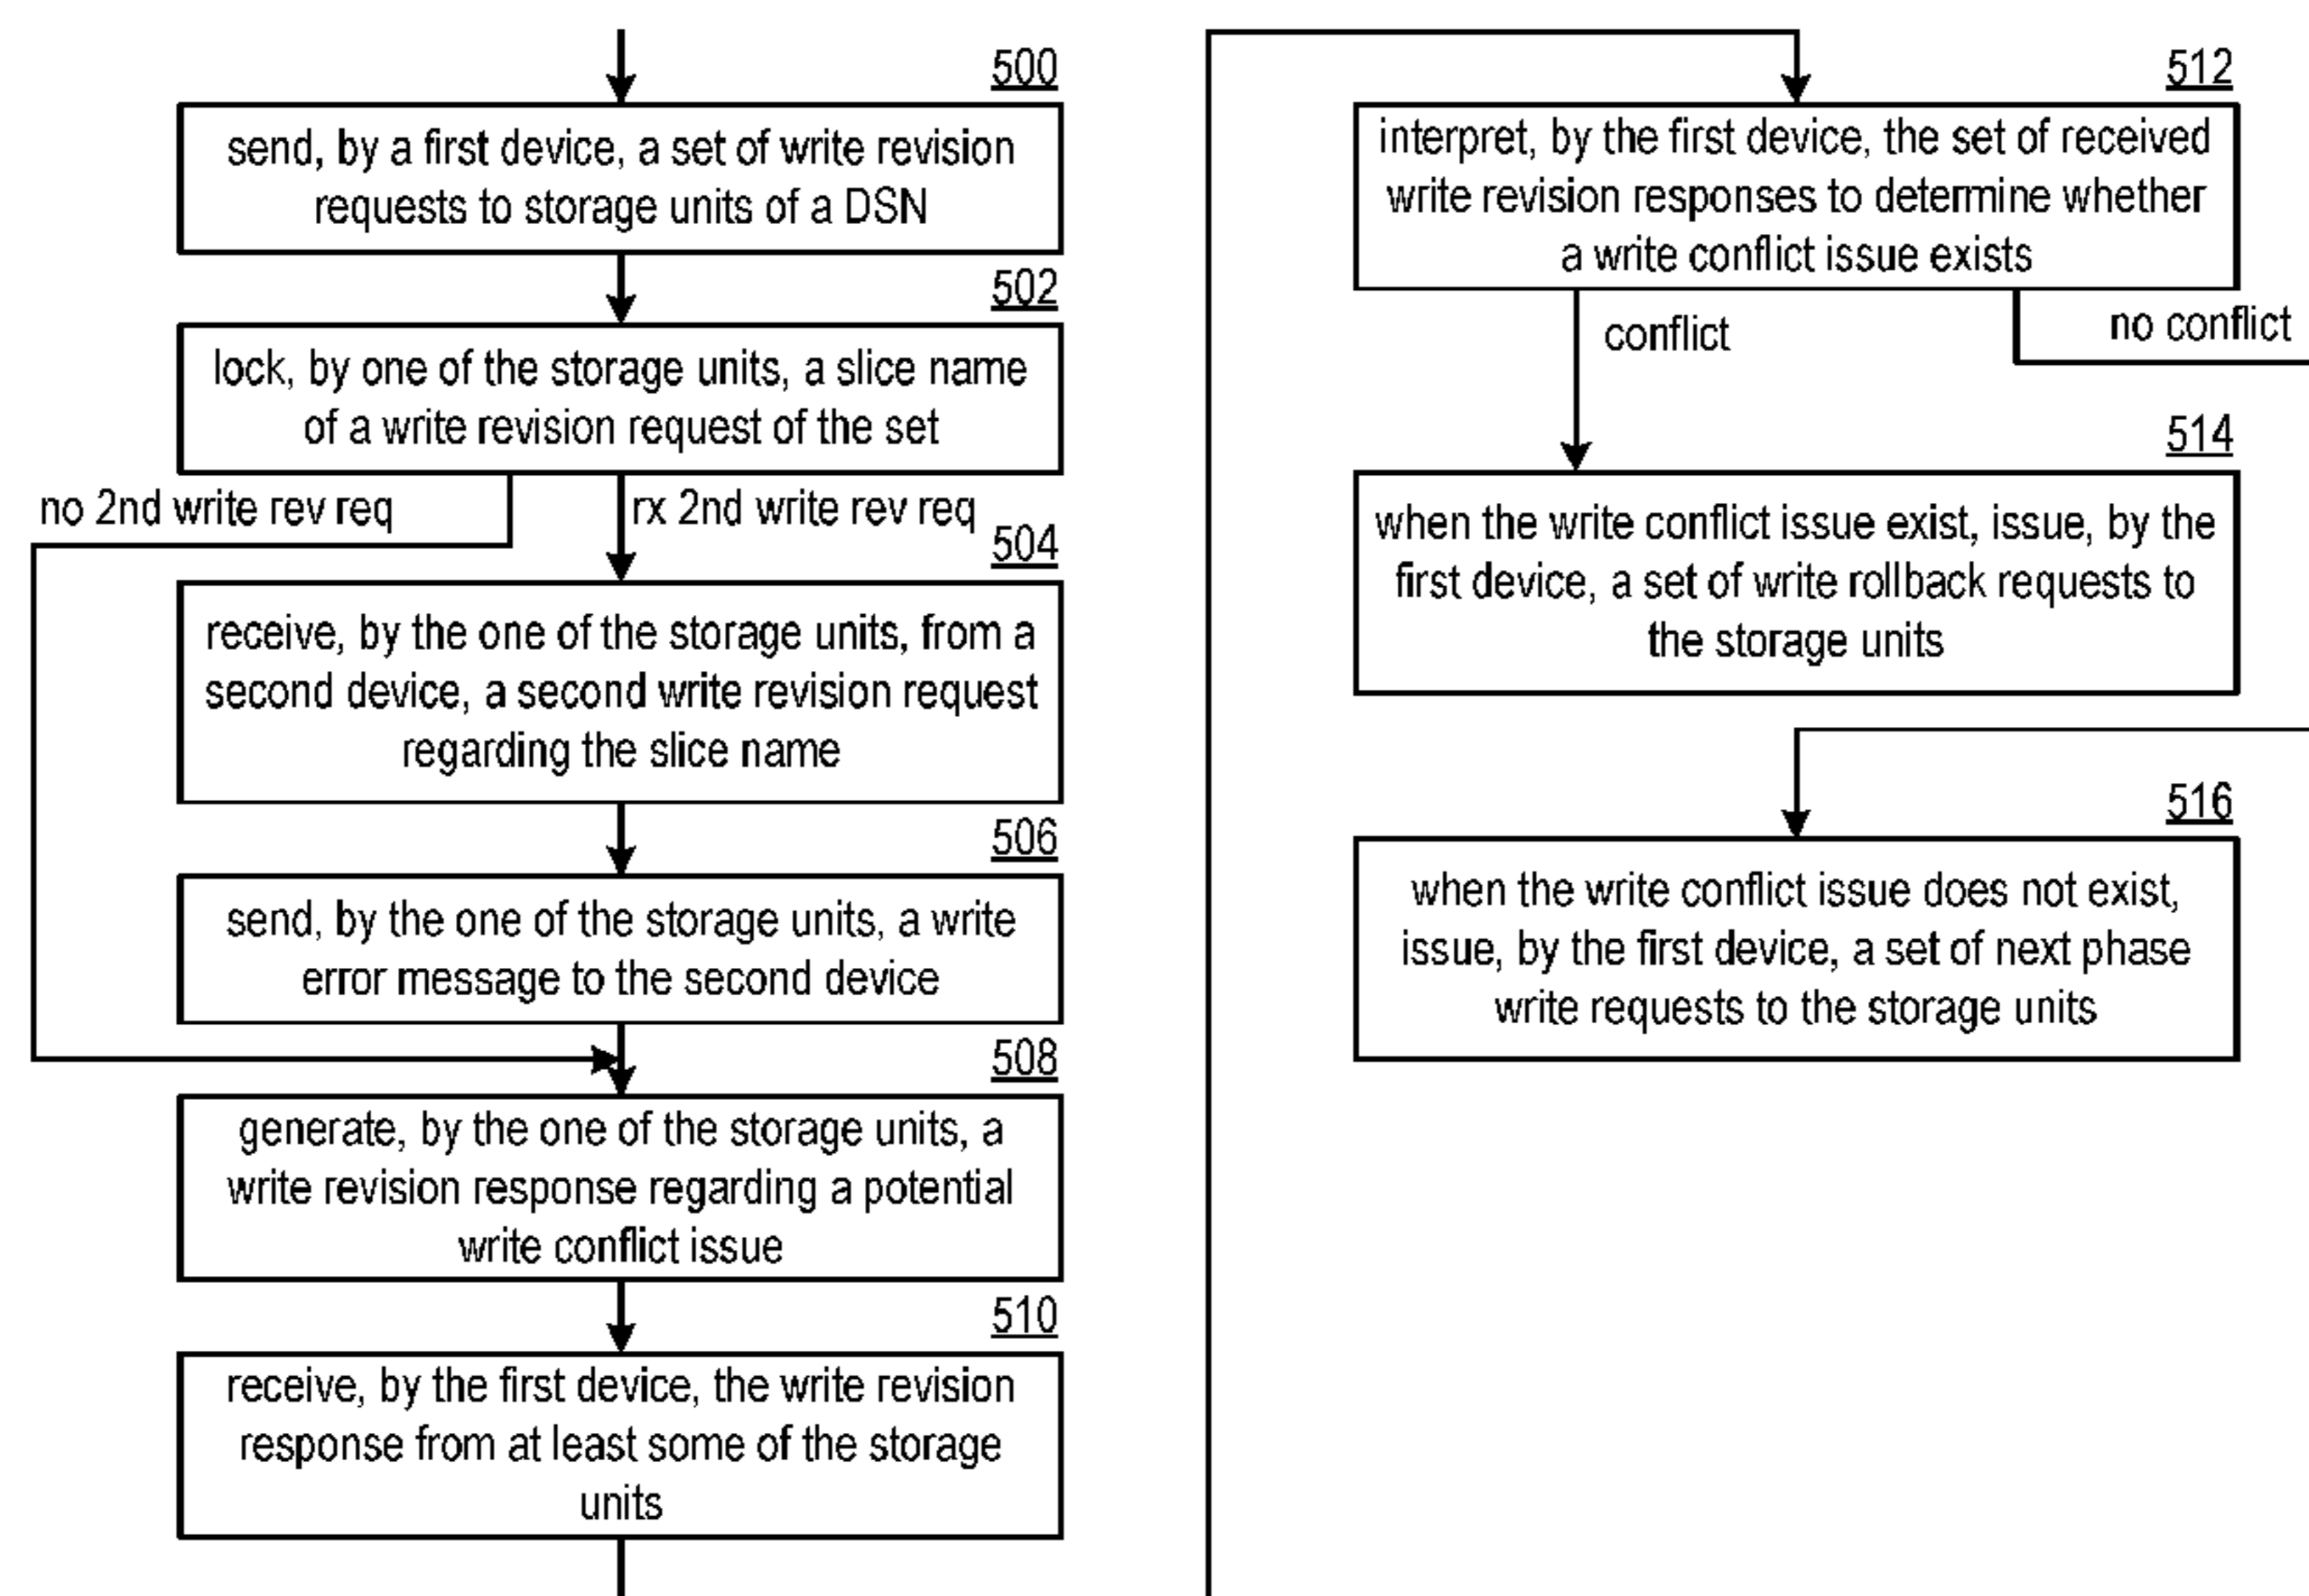 500
send, by a first device, a set of write revision
requests to storage units of a DSN
502
lock, by one of the storage units, a slice name
of a write revision request of the set
no 2nd write rev req
rx 2nd write rev req
504
receive, by the one of the storage units, from a
second device, a second write revision request
regarding the slice name
506
send, by the one of the storage units, a write
error message to the second device
508
generate, by the one of the storage units, a
write revision response regarding a potential
write conflict issue
510
receive, by the first device, the write revision
response from at least some of the storage
units
512
interpret, by the first device, the set of received
write revision responses to determine whether
a write conflict issue exists
conflict
no conflict
514
when the write conflict issue exist, issue, by the
first device, a set of write rollback requests to
the storage units
516
when the write conflict issue does not exist,
issue, by the first device, a set of next phase
write requests to the storage units